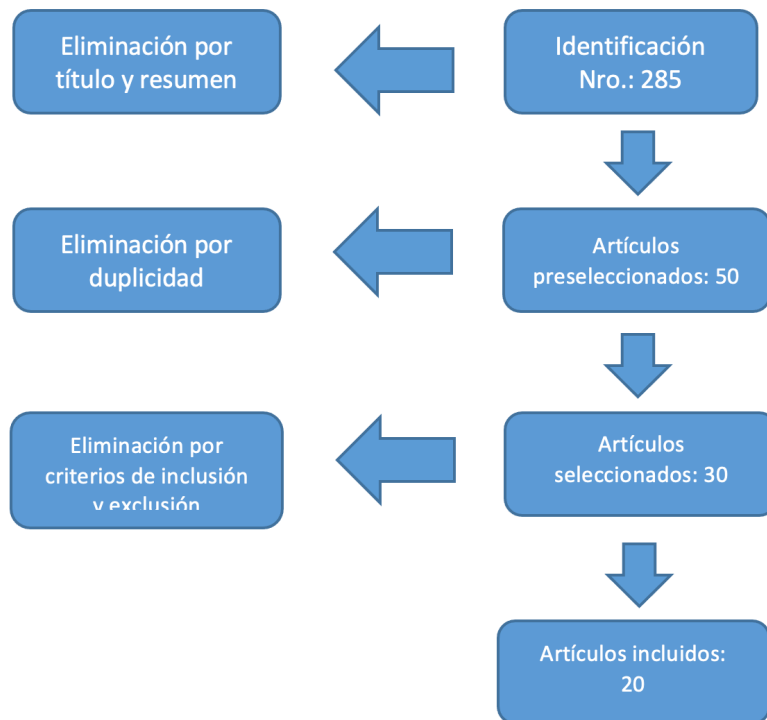 Eliminación por
título y resumen
Identificación
Nro.: 285
Eliminación por
duplicidad
Artículos
preseleccionados: 50
Eliminación por
criterios de inclusión
y exclusión
Artículos
seleccionados: 30
Artículos incluidos:
20